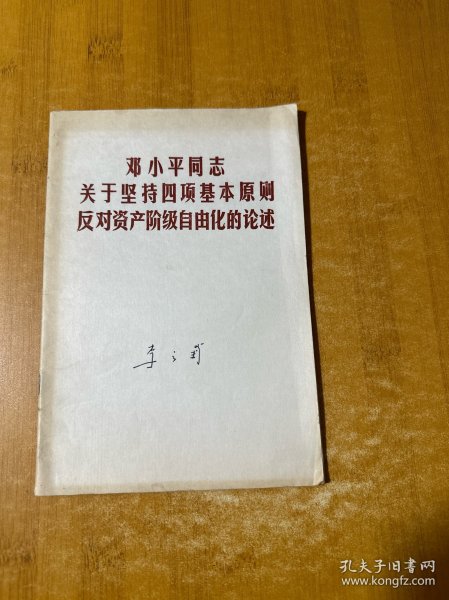 邓小平同志
关于坚持四项基本原则
反对资产阶级自由化的论述
孔夫子旧书网
www.kongfz.com